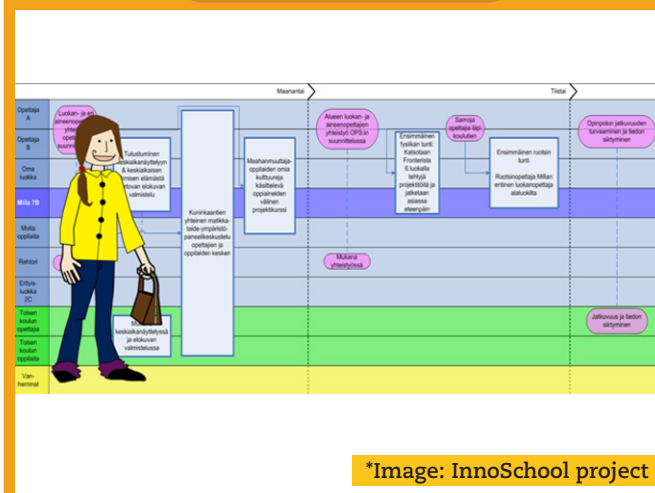 Maanantai
Tiistai
Opettaja
A
Opettaja
Oma
luokka
Milla 7B
Muita
oppilaita
Rehtori
Erityis-
luokka
2C
Toisen
koulun
opettajia
Toisen
koulun
oppilaita
Van-
hemmat
Luokan- ja
Tutustuminen
keskiaikanäyttelyyn
& keskiaikaisen
elämästä
elokuvan
valmistelu
keskiaikanäyttelyssä
ja elokuvan
valmistelussa
Kuninkaantien
yhteinen matikka-
taide-ympäristö-
paneelikeskustelu
opettajien ja
oppilaiden kesken
Maahanmuuttaja-
oppilaiden omia
kulttuureja
käsittelevä
oppiaineiden
välinen
projektikurssi
Alueen luokan- ja
aineenopettajien
yhteistyö OPS:in
suunnittelussa
Mukana
yhteistyössä
Ensimmäinen
fysiikan tunti:
Katsotaan
Fronterista
6.luokalla
tehtyjä
projektitöitä ja
jatketaan
asiassa
eteenpäin
Samoja
opettajia läpi
koulutien
Ensimmäinen ruotsin
tunti
Ruotsinopettaja Millan
entinen luokanopettaja
alaluokilta
Opinpolun jatkuvuuden
turvaaminen ja tiedon
siirtyminen
Jatkuvuus ja tiedon
siirtyminen
*Image: InnoSchool project